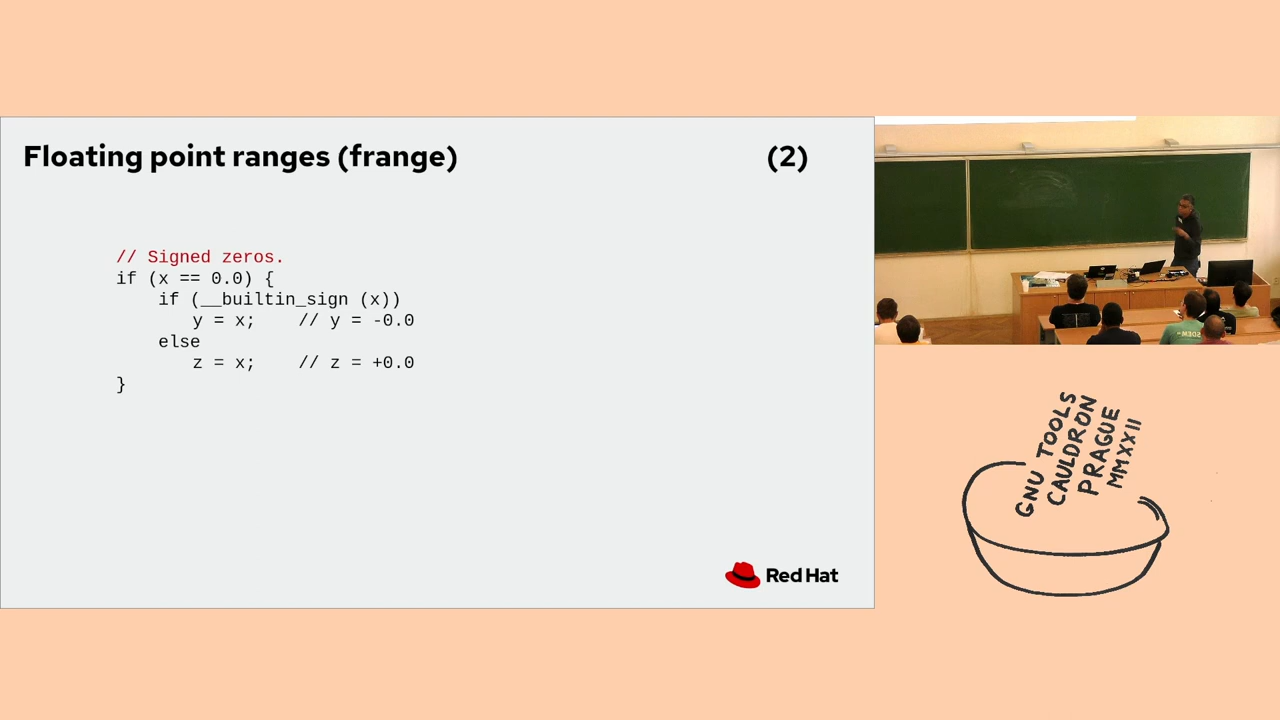 Floating point ranges (frange) (2)
// Signed zeros.
if (x == 0.0) {
    if (__builtin_sign (x))
        y = x;    // y = -0.0
    else
        z = x;    // z = +0.0
}
Red Hat
GNU TOOLS
CAULDRON
PRAGUE
MMXXII